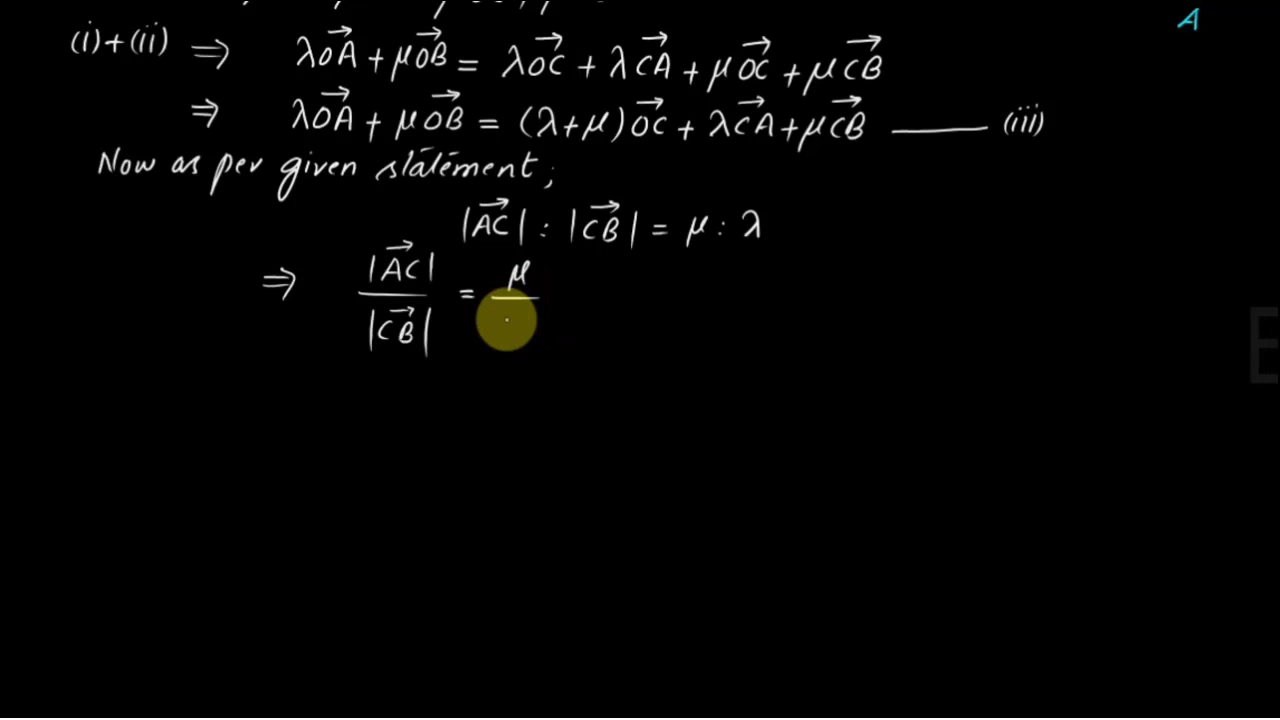 A
(i)+(ii) ⇒ λOA⃗ + μOB⃗ = λOC⃗ + λCA⃗ + μOC⃗ + μCB⃗
⇒ λOA⃗ + μOB⃗ = (λ+μ)OC⃗ + λCA⃗ + μCB⃗ ——— (iii)
Now as per given statement;
|AC⃗| : |CB⃗| = μ : λ
⇒ |AC⃗| / |CB⃗| = μ /
E